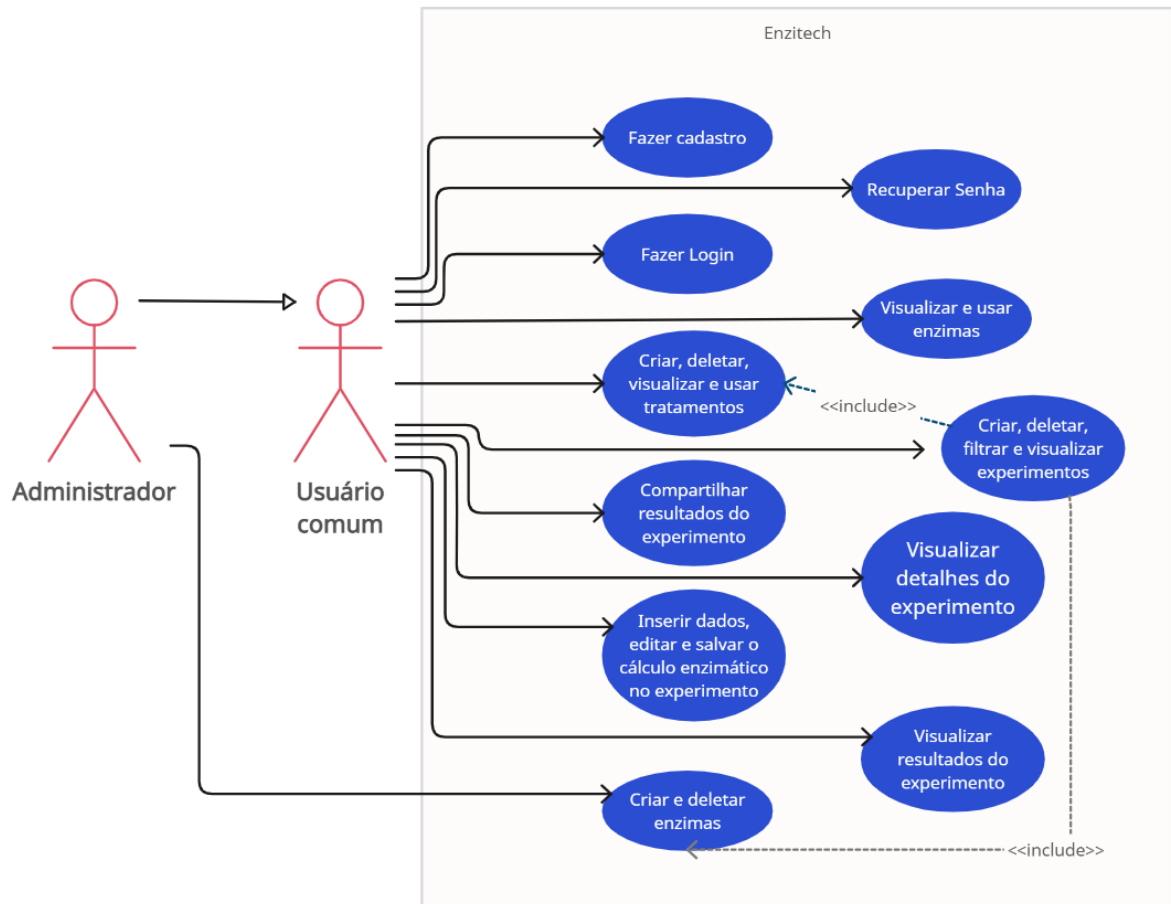 Enzitech
Fazer cadastro
Recuperar Senha
Fazer Login
Visualizar e usar
enzimas
Criar, deletar,
visualizar e usar
tratamentos
<<include>>
Criar, deletar,
filtrar e visualizar
experimentos
Administrador
Usuário
comum
Compartilhar
resultados do
experimento
Visualizar
detalhes do
experimento
Inserir dados,
editar e salvar o
cálculo enzimático
no experimento
Visualizar
resultados do
experimento
Criar e deletar
enzimas
<<include>>